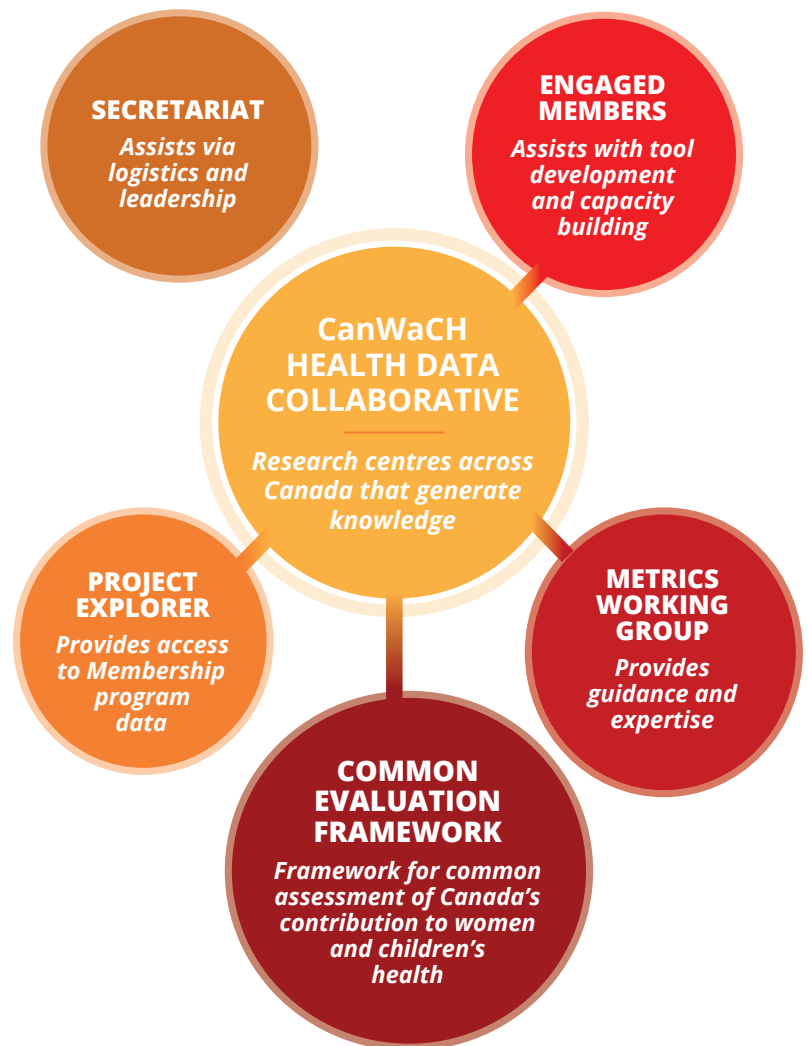 SECRETARIAT
Assists via
logistics and
leadership
ENGAGED
MEMBERS
Assists with tool
development
and capacity
building
CanWaCH
HEALTH DATA
COLLABORATIVE
Research centres across
Canada that generate
knowledge
PROJECT
EXPLORER
Provides access
to Membership
program
data
METRICS
WORKING
GROUP
Provides
guidance and
expertise
COMMON
EVALUATION
FRAMEWORK
Framework for common
assessment of Canada’s
contribution to women
and children’s
health